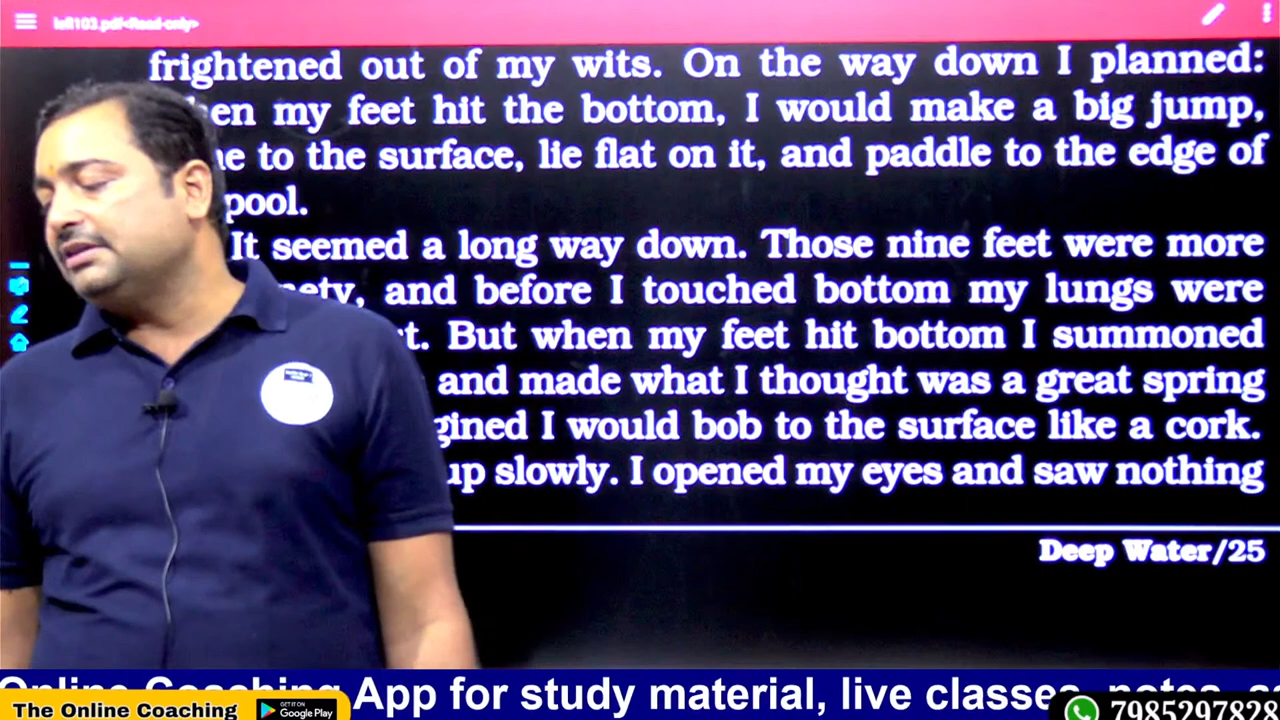 lufl103.pdf<Read-only>
frightened out of my wits. On the way down I planned:
en my feet hit the bottom, I would make a big jump,
e to the surface, lie flat on it, and paddle to the edge of
pool.
It seemed a long way down. Those nine feet were more
nety, and before I touched bottom my lungs were
t. But when my feet hit bottom I summoned
and made what I thought was a great spring
gined I would bob to the surface like a cork.
up slowly. I opened my eyes and saw nothing
Deep Water/25
Online Coaching App for study material, live classes, notes,
The Online Coaching
GET IT ON
Google Play
7985297828